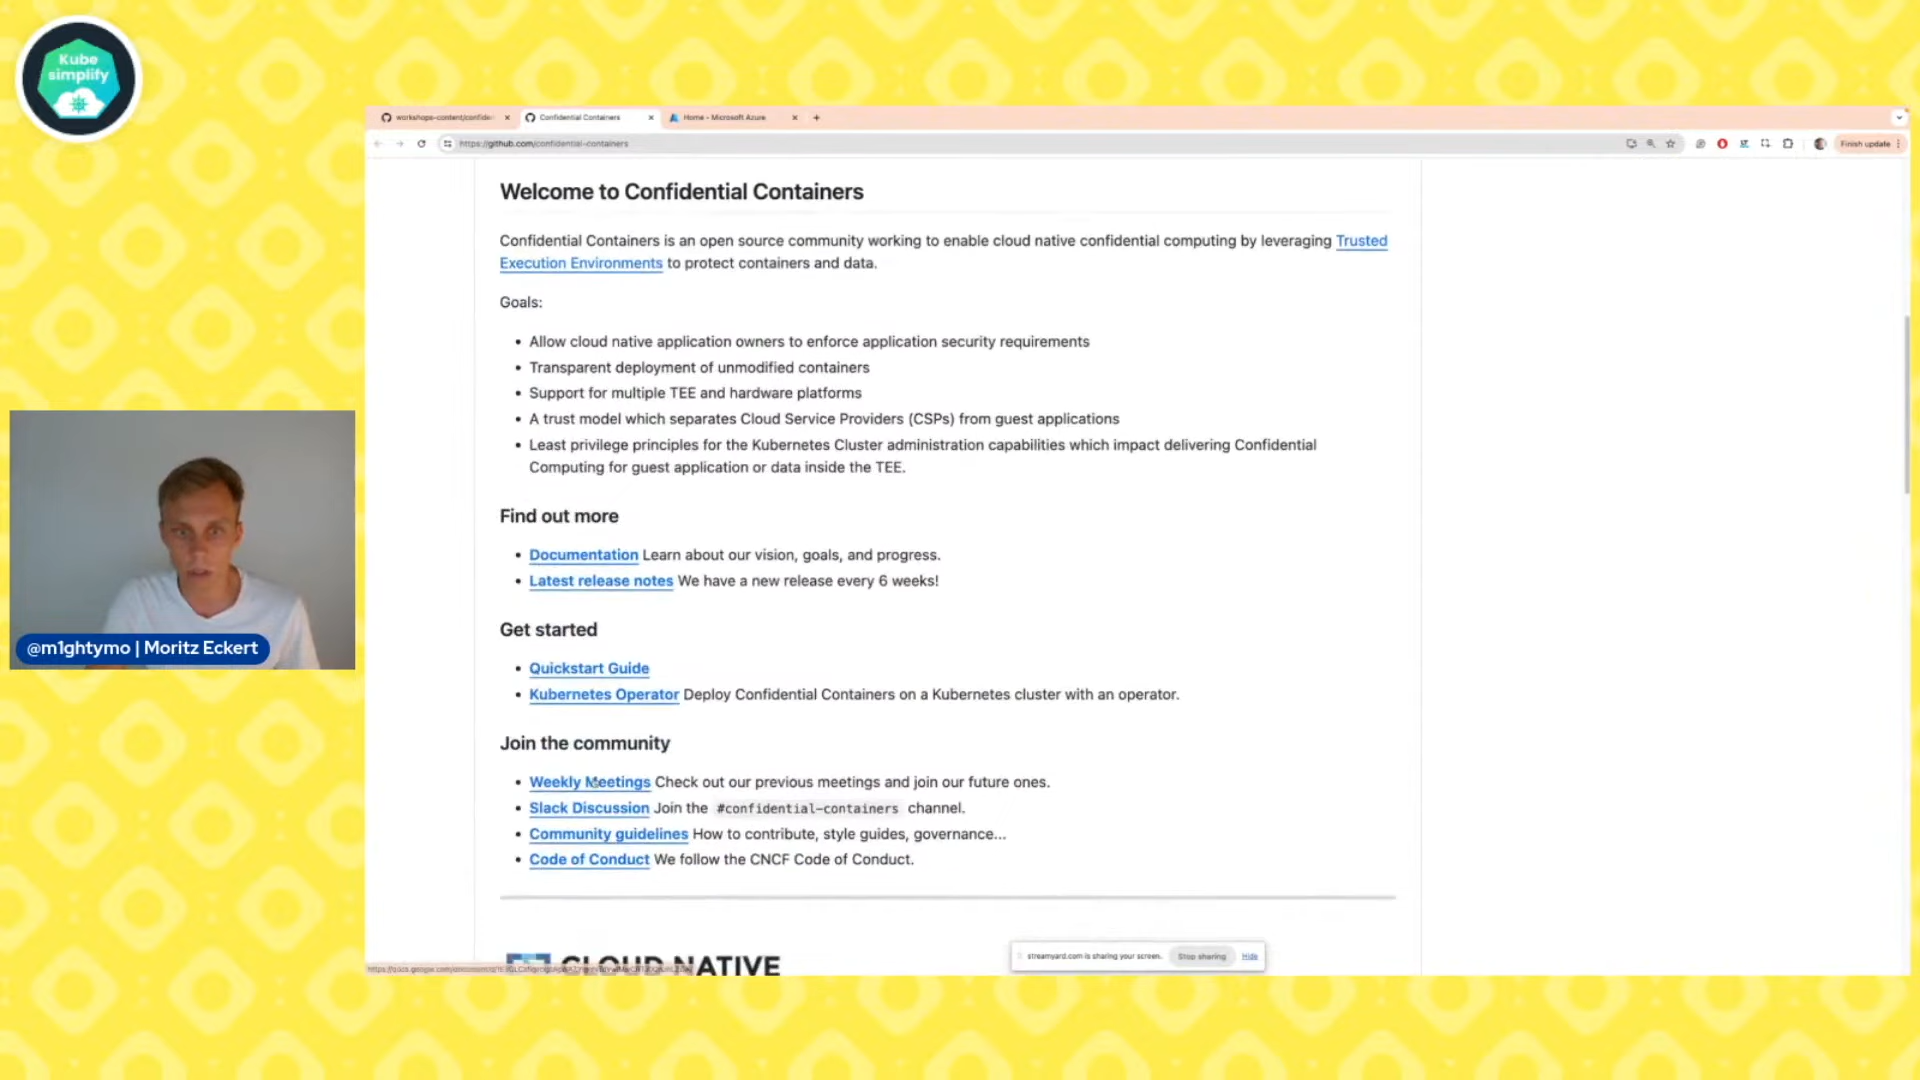 Kube
simplify
workshops-content/confiden
Confidential Containers
Home - Microsoft Azure
https://github.com/confidential-containers
Finish update
Welcome to Confidential Containers
Confidential Containers is an open source community working to enable cloud native confidential computing by leveraging Trusted
Execution Environments to protect containers and data.
Goals:
• Allow cloud native application owners to enforce application security requirements
• Transparent deployment of unmodified containers
• Support for multiple TEE and hardware platforms
• A trust model which separates Cloud Service Providers (CSPs) from guest applications
• Least privilege principles for the Kubernetes Cluster administration capabilities which impact delivering Confidential
Computing for guest application or data inside the TEE.
Find out more
• Documentation Learn about our vision, goals, and progress.
• Latest release notes We have a new release every 6 weeks!
Get started
• Quickstart Guide
• Kubernetes Operator Deploy Confidential Containers on a Kubernetes cluster with an operator.
Join the community
• Weekly Meetings Check out our previous meetings and join our future ones.
• Slack Discussion Join the #confidential-containers channel.
• Community guidelines How to contribute, style guides, governance...
• Code of Conduct We follow the CNCF Code of Conduct.
CLOUD NATIVE
streamyard.com is sharing your screen.
Stop sharing
Hide
@m1ghtymo | Moritz Eckert